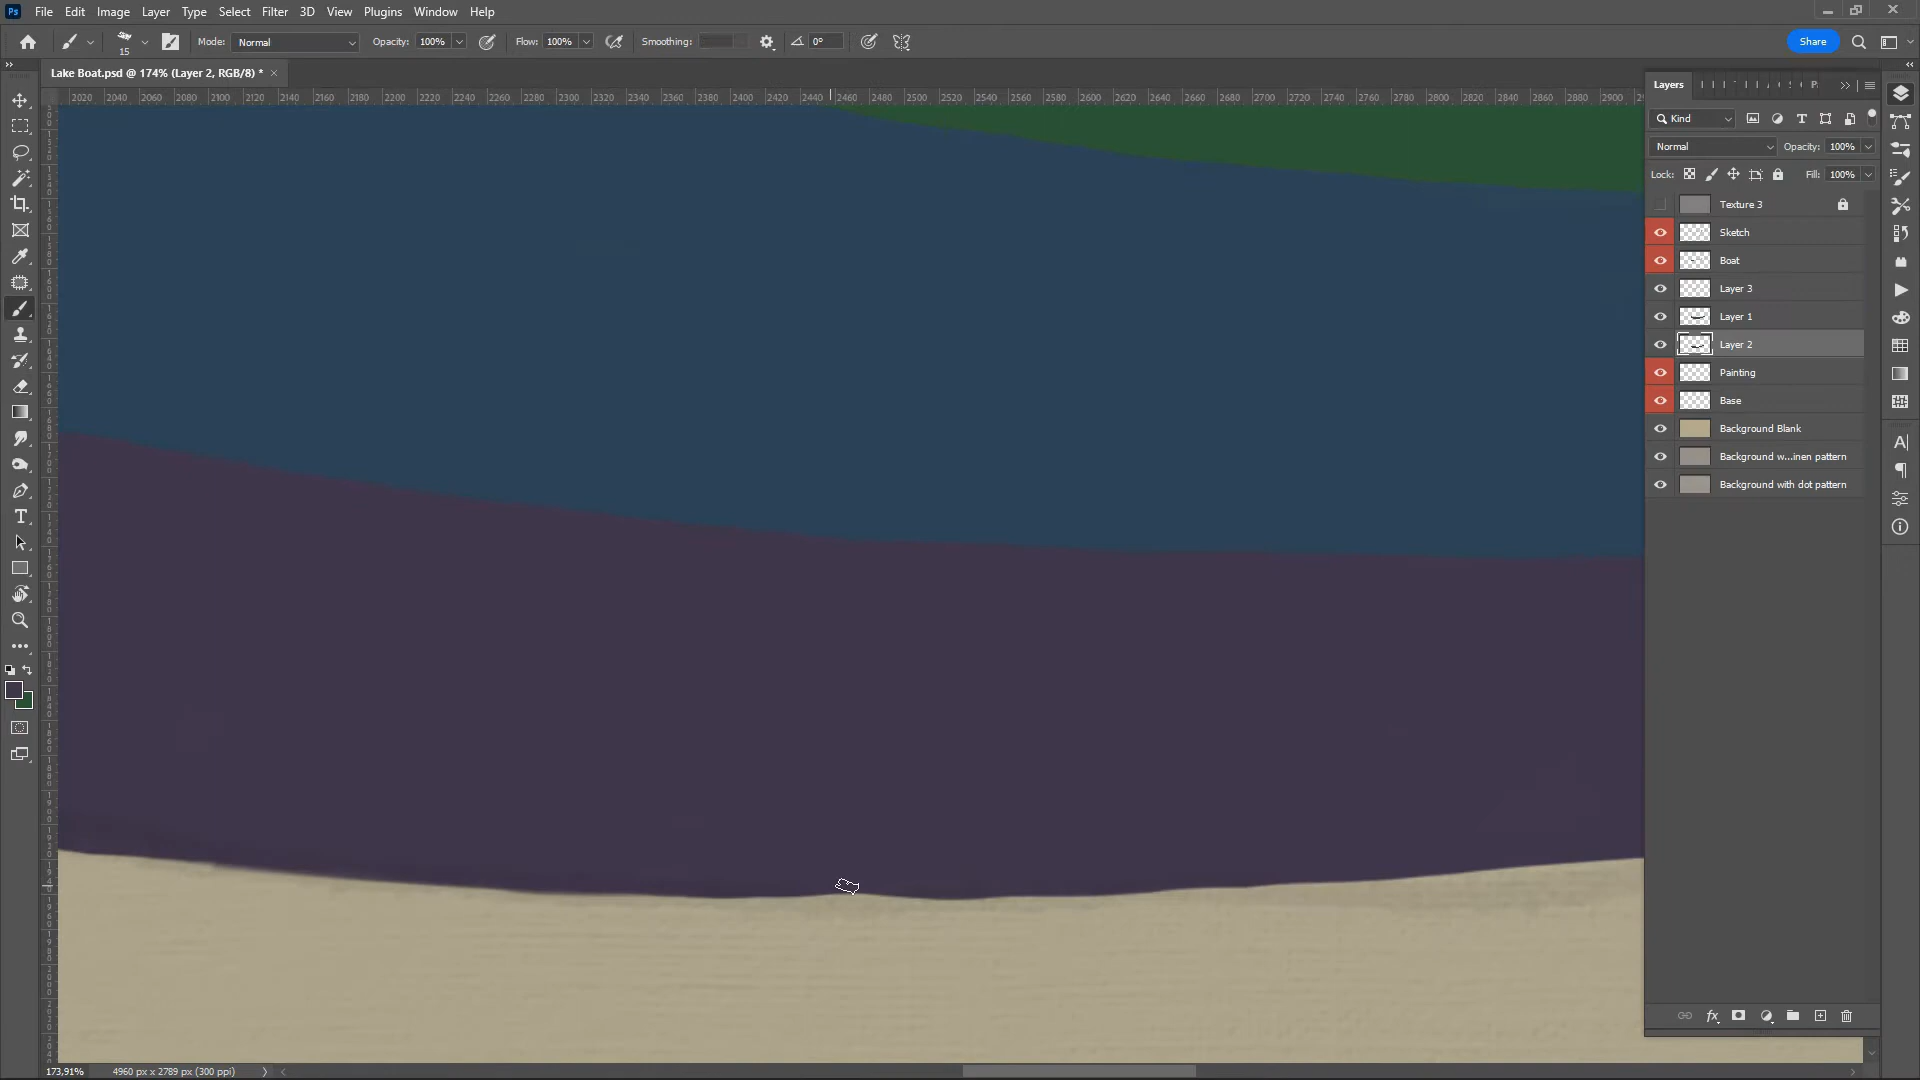 Ps File Edit Image Layer Type Select Filter 3D View Plugins Window Help
15 Mode: Normal Opacity: 100% Flow: 100% Smoothing: 0° Share
Lake Boat.psd @ 174% (Layer 2, RGB/8) * ×
2020 2040 2060 2080 2100 2120 2140 2160 2180 2200 2220 2240 2260 2280 2300 2320 2340 2360 2380 2400 2420 2440 2460 2480 2500 2520 2540 2560 2580 2600 2620 2640 2660 2680 2700 2720 2740 2760 2780 2800 2820 2840 2860 2880 2900
Layers
Kind
Normal Opacity: 100%
Lock: Fill: 100%
Texture 3
Sketch
Boat
Layer 3
Layer 1
Layer 2
Painting
Base
Background Blank
Background w...inen pattern
Background with dot pattern
173,91% 4960 px x 2789 px (300 ppi)